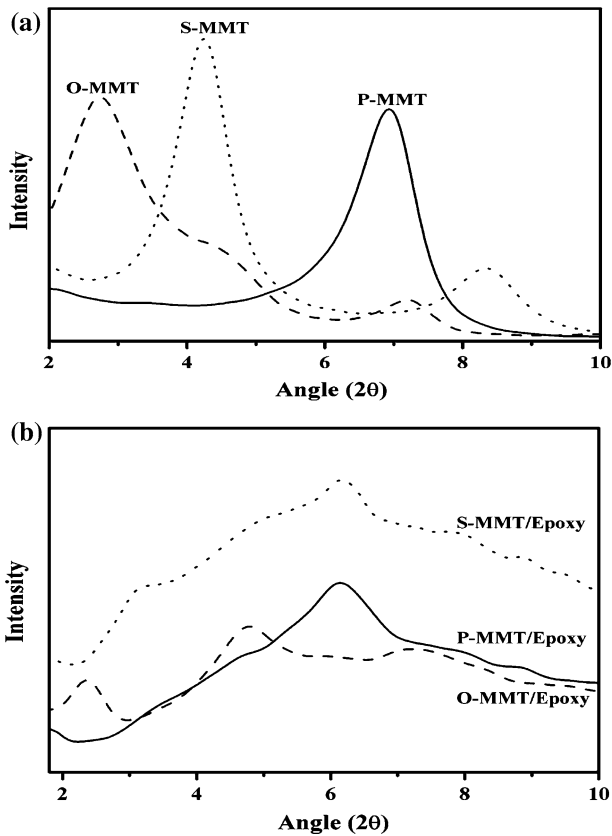 (a)
S-MMT
O-MMT
P-MMT
Intensity
2 4 6 8 10
Angle (2θ)
(b)
S-MMT/Epoxy
P-MMT/Epoxy
O-MMT/Epoxy
Intensity
2 4 6 8 10
Angle (2θ)